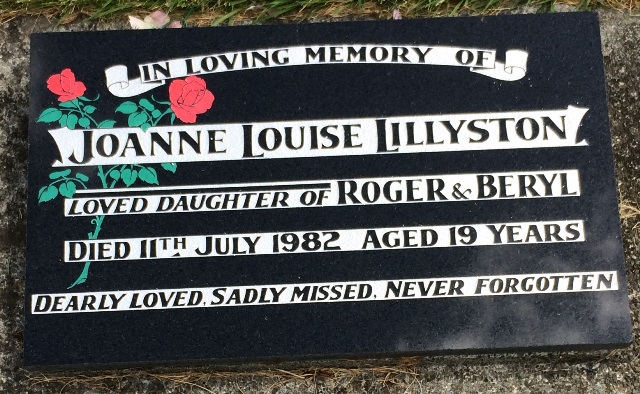 IN LOVING MEMORY OF
JOANNE LOUISE LILLYSTON
LOVED DAUGHTER OF ROGER & BERYL
DIED 11TH JULY 1982 AGED 19 YEARS
DEARLY LOVED, SADLY MISSED, NEVER FORGOTTEN